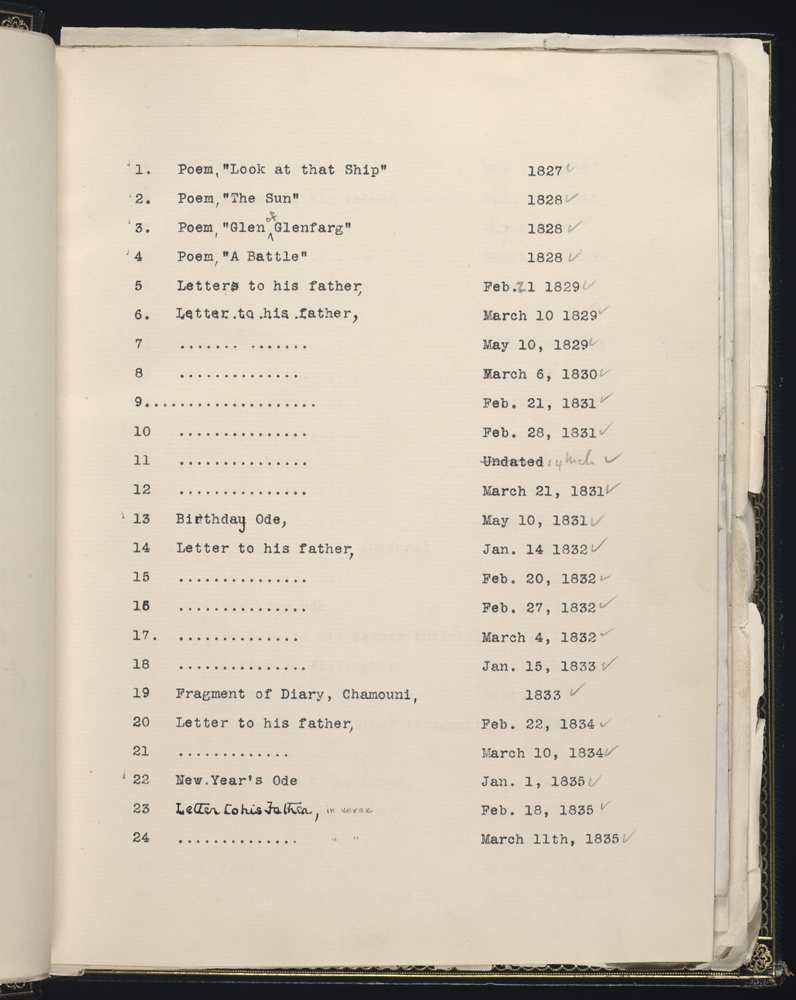 1. Poem, "Look at that Ship" 1827 ✓
2. Poem, "The Sun" 1828 ✓
3. Poem, "Glen of Glenfarg" 1828 ✓
4 Poem, "A Battle" 1828 ✓
5 Letter to his father, Feb. 21 1829 ✓
6. Letter.to.his.father, March 10 1829 ✓
7 ....... ....... May 10, 1829 ✓
8 .............. March 6, 1830 ✓
9.................... Feb. 21, 1831 ✓
10 ............... Feb. 28, 1831 ✓
11 ............... Undated 14 Mch ✓
12 ............... March 21, 1831 ✓
13 Birthday Ode, May 10, 1831 ✓
14 Letter to his father, Jan. 14 1832 ✓
15 ............... Feb. 20, 1832 ✓
16 ............... Feb. 27, 1832 ✓
17. .............. March 4, 1832 ✓
18 ............... Jan. 15, 1833 ✓
19 Fragment of Diary, Chamouni, 1833 ✓
20 Letter to his father, Feb. 22, 1834 ✓
21 ............. March 10, 1834 ✓
22 New.Year's Ode Jan. 1, 1835 ✓
23 Letter to his Father, in verse Feb. 18, 1835 ✓
24 .............. " " March 11th, 1835 ✓